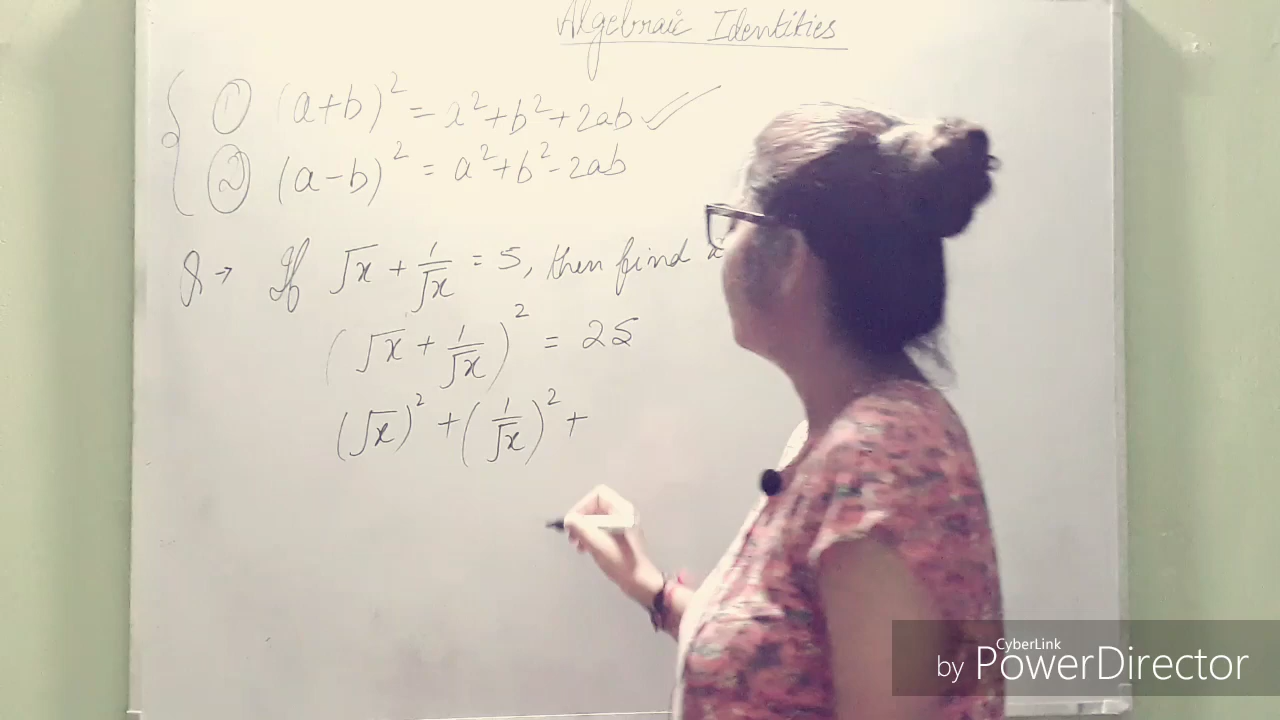 Algebraic Identities
① (a+b)² = a²+b²+2ab ✓
② (a-b)² = a²+b²-2ab
Q → If √x + 1/√x = 5, then find
(√x + 1/√x)² = 25
(√x)² + (1/√x)² +
CyberLink
by PowerDirector